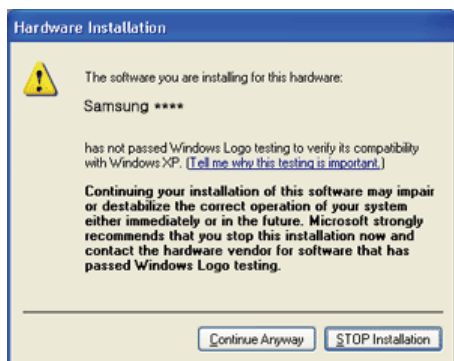 Hardware Installation
The software you are installing for this hardware:
Samsung ****
has not passed Windows Logo testing to verify its compatibility
with Windows XP. (Tell me why this testing is important.)
Continuing your installation of this software may impair
or destabilize the correct operation of your system
either immediately or in the future. Microsoft strongly
recommends that you stop this installation now and
contact the hardware vendor for software that has
passed Windows Logo testing.
Continue Anyway STOP Installation